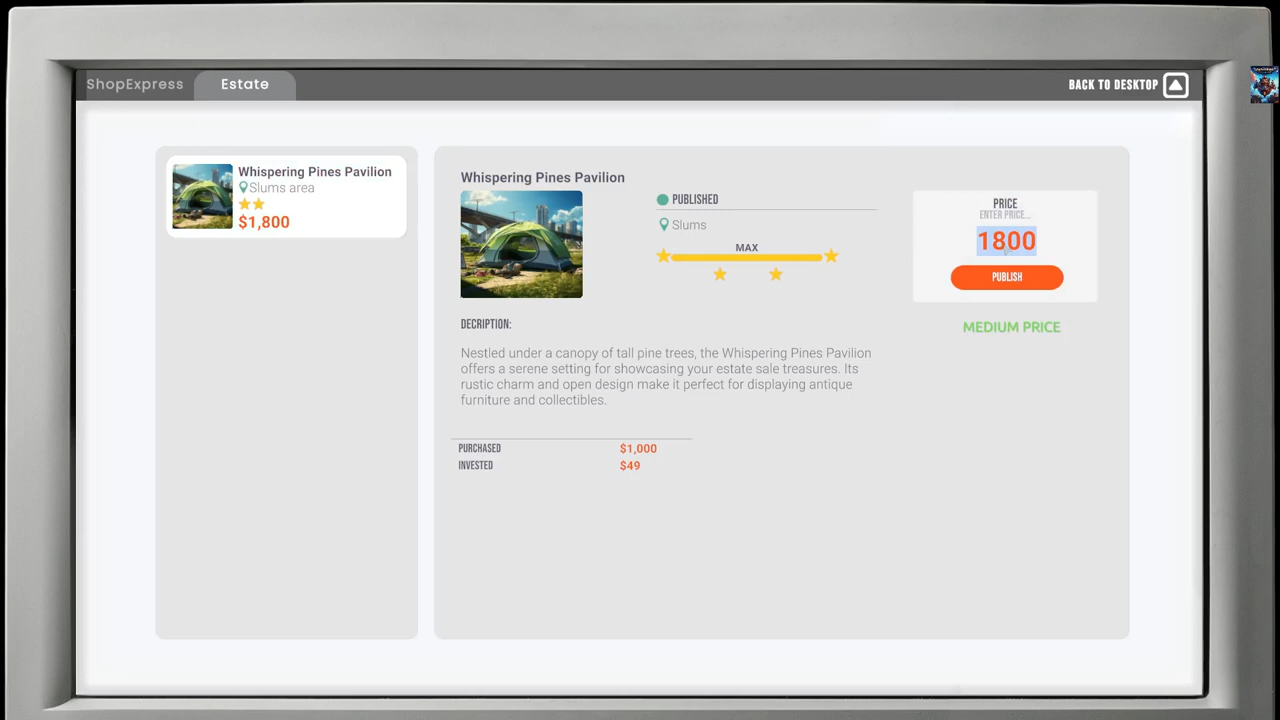 ShopExpress
Estate
BACK TO DESKTOP
Whispering Pines Pavilion
Slums area
$1,800
Whispering Pines Pavilion
PUBLISHED
Slums
MAX
PRICE
ENTER PRICE...
1800
PUBLISH
MEDIUM PRICE
DECRIPTION:
Nestled under a canopy of tall pine trees, the Whispering Pines Pavilion
offers a serene setting for showcasing your estate sale treasures. Its
rustic charm and open design make it perfect for displaying antique
furniture and collectibles.
PURCHASED $1,000
INVESTED $49